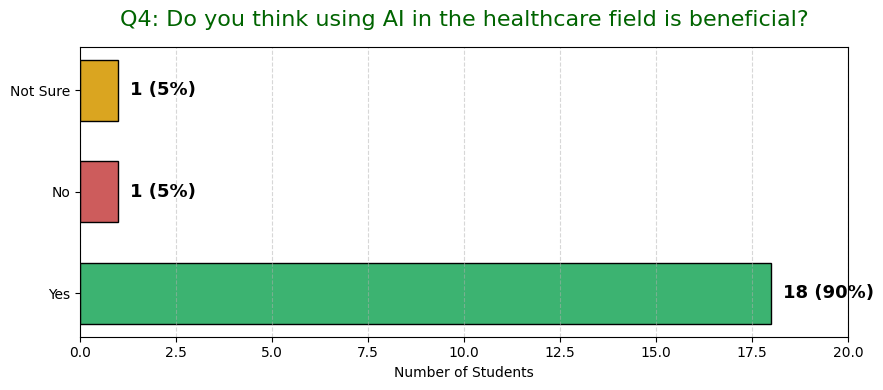 Q4: Do you think using AI in the healthcare field is beneficial?
Not Sure
1 (5%)
No
1 (5%)
Yes
18 (90%)
0.0 2.5 5.0 7.5 10.0 12.5 15.0 17.5 20.0
Number of Students